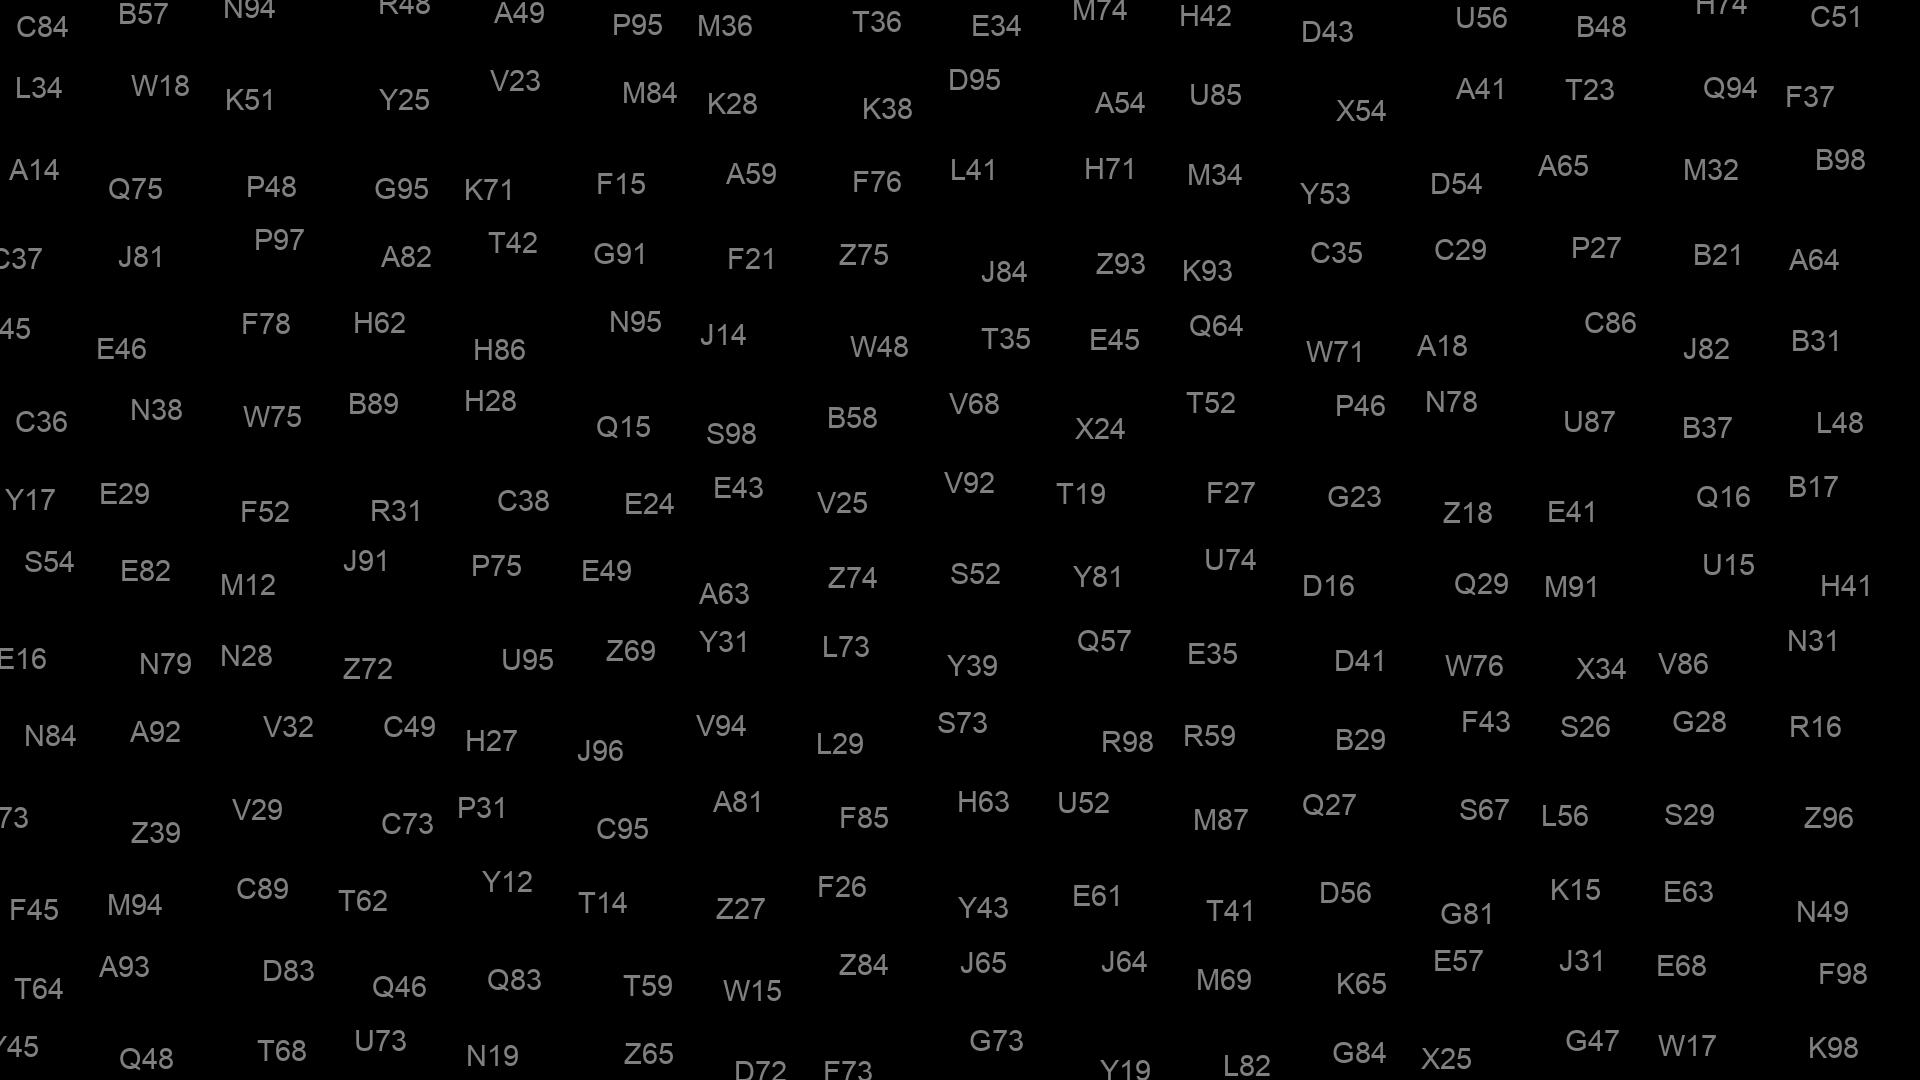 C84 B57 N94 R48 A49 P95 M36 T36 E34 M74 H42 D43 U56 B48 H74 C51
L34 W18 K51 Y25 V23 M84 K28 K38 D95 A54 U85 X54 A41 T23 Q94 F37
A14 Q75 P48 G95 K71 F15 A59 F76 L41 H71 M34 Y53 D54 A65 M32 B98
C37 J81 P97 A82 T42 G91 F21 Z75 J84 Z93 K93 C35 C29 P27 B21 A64
45 E46 F78 H62 H86 N95 J14 W48 T35 E45 Q64 W71 A18 C86 J82 B31
C36 N38 W75 B89 H28 Q15 S98 B58 V68 X24 T52 P46 N78 U87 B37 L48
Y17 E29 F52 R31 C38 E24 E43 V25 V92 T19 F27 G23 Z18 E41 Q16 B17
S54 E82 M12 J91 P75 E49 A63 Z74 S52 Y81 U74 D16 Q29 M91 U15 H41
E16 N79 N28 Z72 U95 Z69 Y31 L73 Y39 Q57 E35 D41 W76 X34 V86 N31
N84 A92 V32 C49 H27 J96 V94 L29 S73 R98 R59 B29 F43 S26 G28 R16
73 Z39 V29 C73 P31 C95 A81 F85 H63 U52 M87 Q27 S67 L56 S29 Z96
F45 M94 C89 T62 Y12 T14 Z27 F26 Y43 E61 T41 D56 G81 K15 E63 N49
T64 A93 D83 Q46 Q83 T59 W15 Z84 J65 J64 M69 K65 E57 J31 E68 F98
Y45 Q48 T68 U73 N19 Z65 D72 F73 G73 Y19 L82 G84 X25 G47 W17 K98